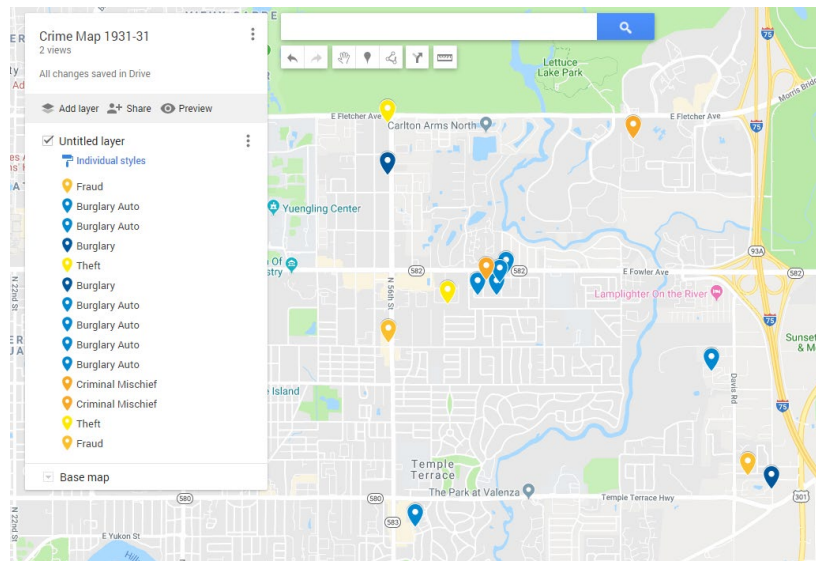 Crime Map 1931-31
2 views
All changes saved in Drive
Add layer
Share
Preview
Untitled layer
Individual styles
Fraud
Burglary Auto
Burglary Auto
Burglary
Theft
Burglary
Burglary Auto
Burglary Auto
Burglary Auto
Burglary Auto
Criminal Mischief
Criminal Mischief
Theft
Fraud
Base map
Lettuce
Lake Park
Morris Bridge
75
E Fletcher Ave
E Fletcher Ave
Carlton Arms North
75
Yuengling Center
N 56th St
582
582
E Fowler Ave
93A
582
Lamplighter On the River
75
Sunset
Davis Rd
75
Temple
Terrace
The Park at Valenza
Temple Terrace Hwy
301
580
580
583
N 22nd St
N 22nd St
E Yukon St